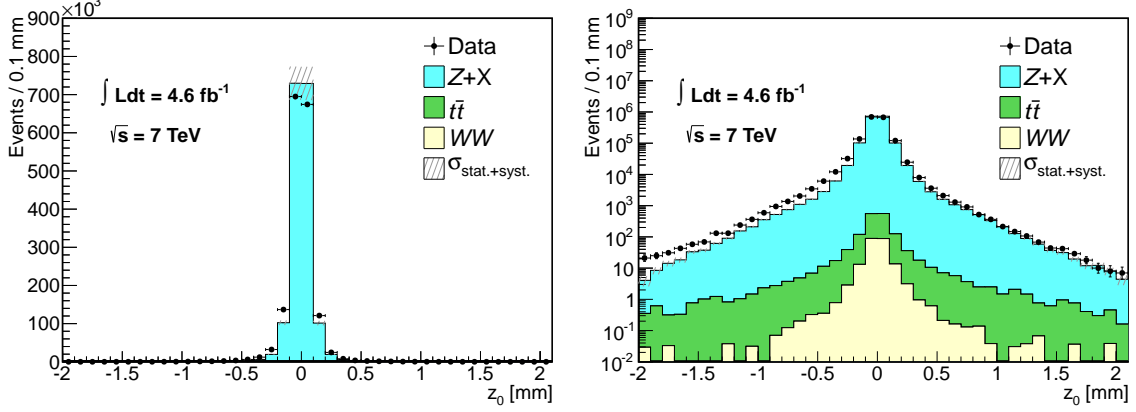 900 ×10³
800
700
600
500
400
300
200
100
0
Events / 0.1 mm
-2 -1.5 -1 -0.5 0 0.5 1 1.5 2
z₀ [mm]
∫ Ldt = 4.6 fb⁻¹
√s = 7 TeV
Data
Z+X
tt̄
WW
σstat.+syst.
10⁹
10⁸
10⁷
10⁶
10⁵
10⁴
10³
10²
10
1
10⁻¹
10⁻²
Events / 0.1 mm
-2 -1.5 -1 -0.5 0 0.5 1 1.5 2
z₀ [mm]
∫ Ldt = 4.6 fb⁻¹
√s = 7 TeV
Data
Z+X
tt̄
WW
σstat.+syst.